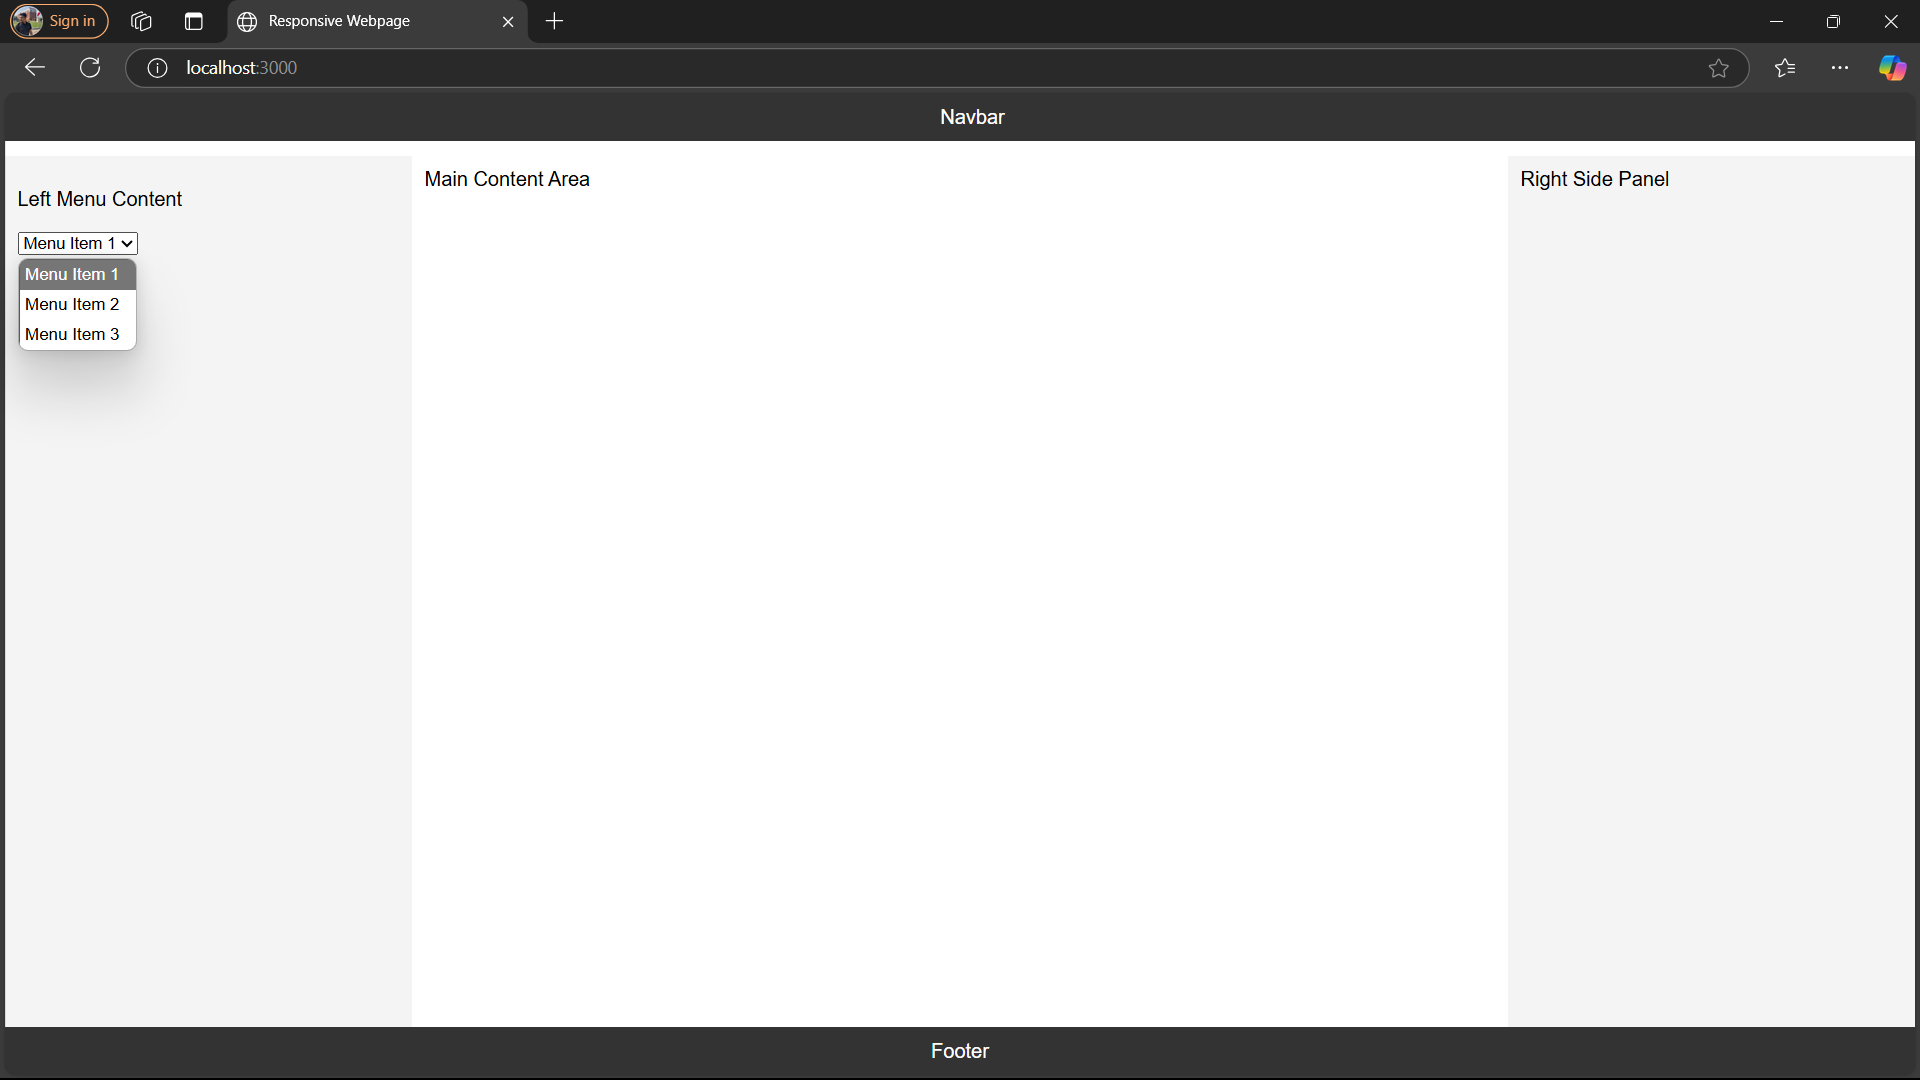 Sign in
Responsive Webpage
localhost:3000
Navbar
Left Menu Content
Menu Item 1
Menu Item 1
Menu Item 2
Menu Item 3
Main Content Area
Right Side Panel
Footer